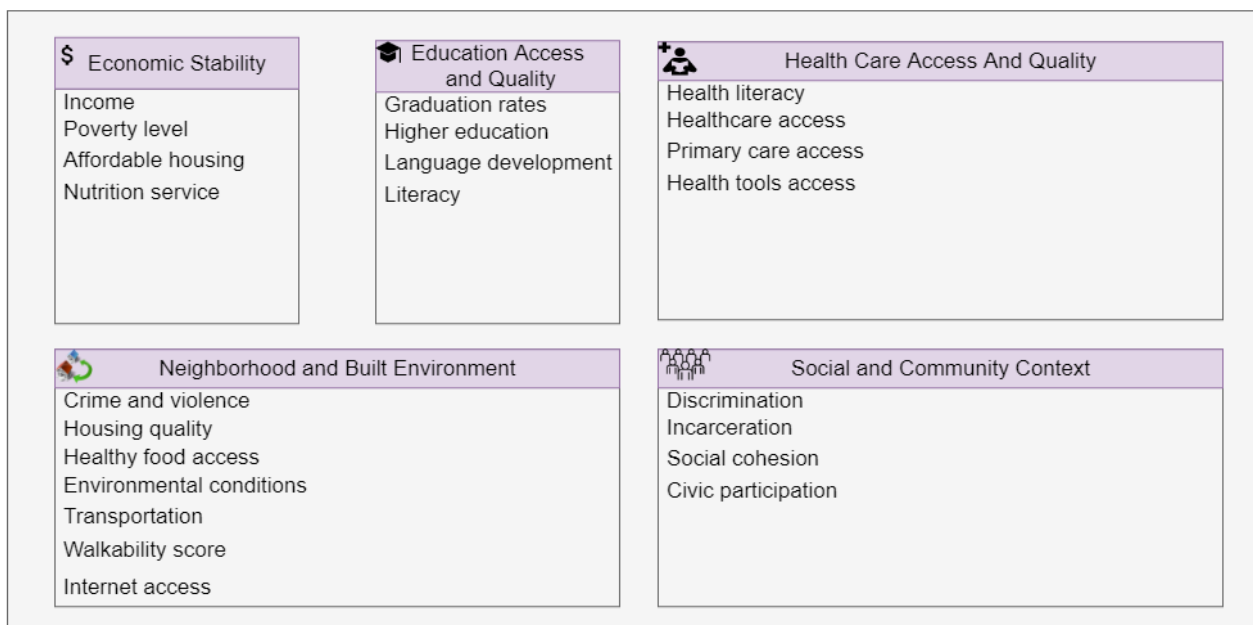 $ Economic Stability
Income
Poverty level
Affordable housing
Nutrition service
Education Access
and Quality
Graduation rates
Higher education
Language development
Literacy
Health Care Access And Quality
Health literacy
Healthcare access
Primary care access
Health tools access
Neighborhood and Built Environment
Crime and violence
Housing quality
Healthy food access
Environmental conditions
Transportation
Walkability score
Internet access
Social and Community Context
Discrimination
Incarceration
Social cohesion
Civic participation